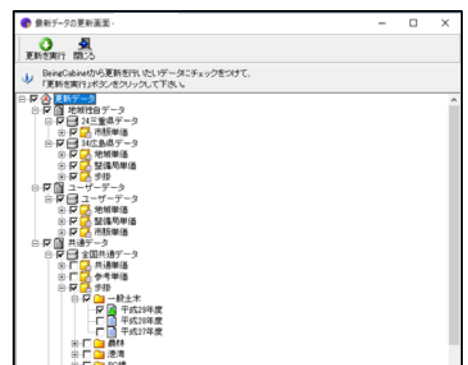 最新データの更新画面 -
更新を実行 閉じる
BeingCabinetから更新を行いたいデータにチェックをつけて、
「更新を実行」ボタンをクリックして下さい。
更新データ
地域独自データ
24三重県データ
市販単価
34広島県データ
地域単価
整備局単価
歩掛
ユーザーデータ
ユーザーデータ
地域単価
整備局単価
市販単価
共通データ
全国共通データ
共通単価
参考単価
歩掛
一般土木
平成29年度
平成28年度
平成27年度
農林
港湾